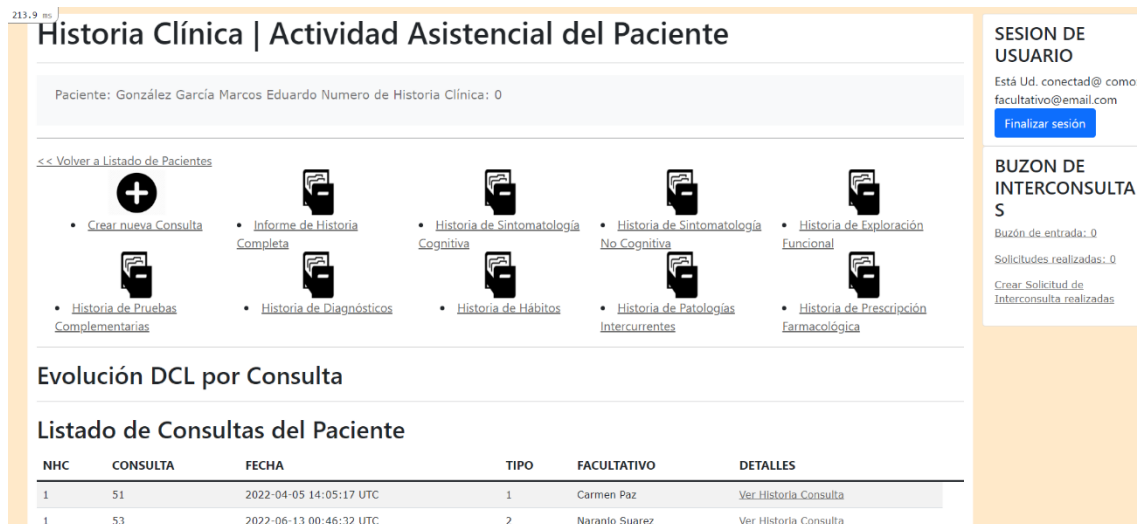 213.9 ms
Historia Clínica | Actividad Asistencial del Paciente
Paciente: González García Marcos Eduardo Numero de Historia Clínica: 0
<< Volver a Listado de Pacientes
Crear nueva Consulta
Informe de Historia
Completa
Historia de Sintomatología
Cognitiva
Historia de Sintomatología
No Cognitiva
Historia de Exploración
Funcional
Historia de Pruebas
Complementarias
Historia de Diagnósticos
Historia de Hábitos
Historia de Patologías
Intercurrentes
Historia de Prescripción
Farmacológica
Evolución DCL por Consulta
Listado de Consultas del Paciente
NHC CONSULTA FECHA TIPO FACULTATIVO DETALLES
1 51 2022-04-05 14:05:17 UTC 1 Carmen Paz Ver Historia Consulta
1 53 2022-06-13 00:46:32 UTC 2 Naranjo Suarez Ver Historia Consulta
SESION DE
USUARIO
Está Ud. conectad@ como:
facultativo@email.com
Finalizar sesión
BUZON DE
INTERCONSULTA
S
Buzón de entrada: 0
Solicitudes realizadas: 0
Crear Solicitud de
Interconsulta realizadas